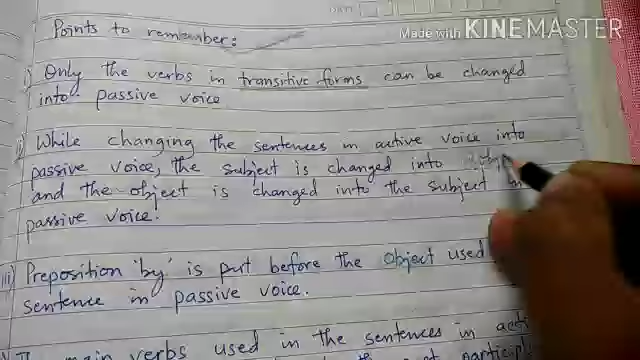 DATE
Made with KINEMASTER
Points to remember:
i) Only the verbs in transitive forms can be changed
into passive voice
ii) While changing the sentences in active voice into
passive voice, the subject is changed into
and the object is changed into the subject in
passive voice.
iii) Preposition 'by' is put before the object used
sentence in passive voice.
main verbs used in the sentences in acti